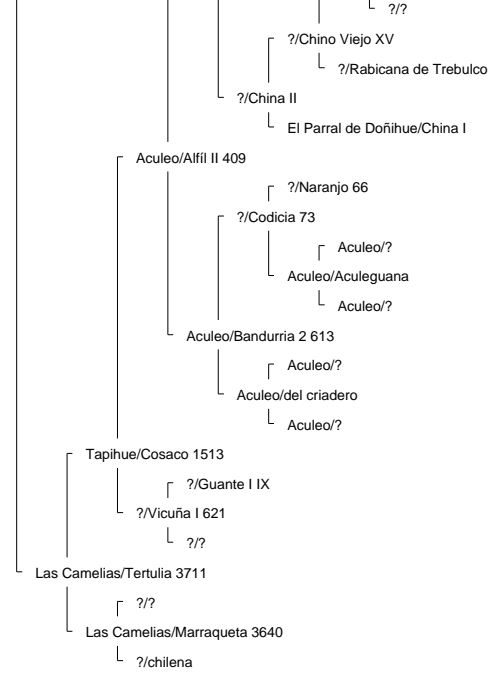 ?/?
?/Chino Viejo XV
?/Rabicana de Trebulco
?/China II
El Parral de Doñihue/China I
Aculeo/Alfíl II 409
?/Naranjo 66
?/Codicia 73
Aculeo/?
Aculeo/Aculeguana
Aculeo/?
Aculeo/Bandurria 2 613
Aculeo/?
Aculeo/del criadero
Aculeo/?
Tapihue/Cosaco 1513
?/Guante I IX
?/Vicuña I 621
?/?
Las Camelias/Tertulia 3711
?/?
Las Camelias/Marraqueta 3640
?/chilena